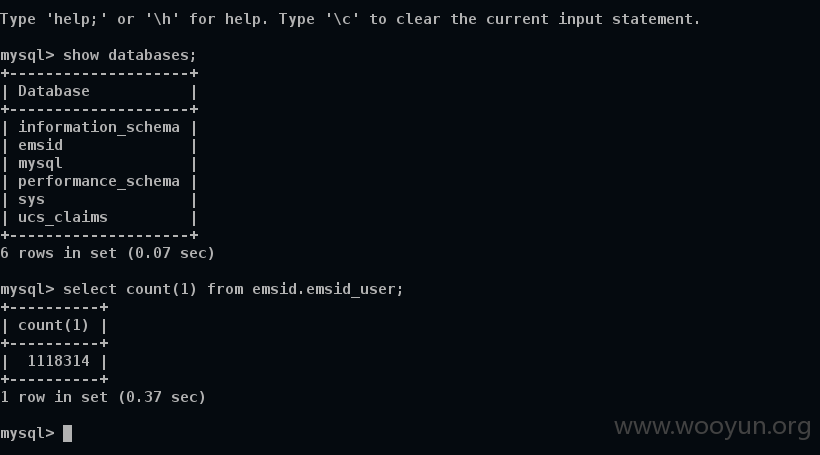 Type 'help;' or '\h' for help. Type '\c' to clear the current input statement.
mysql> show databases;
+--------------------+
| Database           |
+--------------------+
| information_schema |
| emsid              |
| mysql              |
| performance_schema |
| sys                |
| ucs_claims         |
+--------------------+
6 rows in set (0.07 sec)
mysql> select count(1) from emsid.emsid_user;
+----------+
| count(1) |
+----------+
|  1118314 |
+----------+
1 row in set (0.37 sec)
mysql>
www.wooyun.org